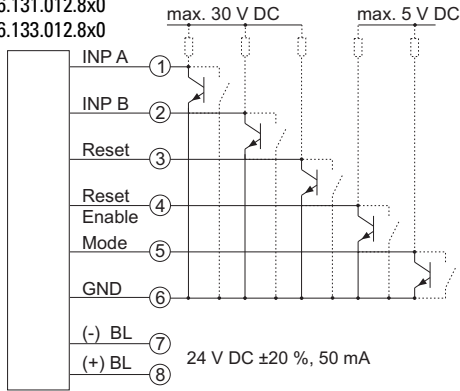 6.131.012.8x0
6.133.012.8x0
max. 30 V DC
max. 5 V DC
INP A
1
INP B
2
Reset
3
Reset
Enable
4
Mode
5
GND
6
(-) BL
7
(+) BL
8
24 V DC ±20 %, 50 mA